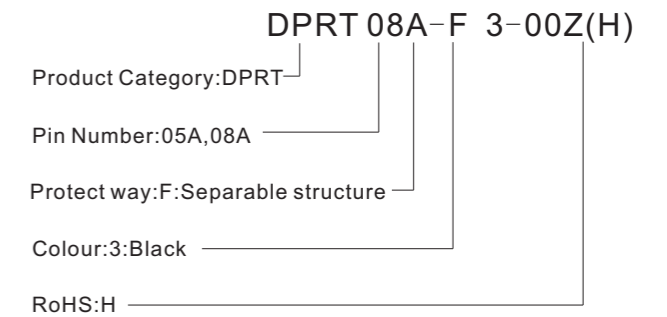 DPRT 08A-F 3-00Z(H)
Product Category:DPRT
Pin Number:05A,08A
Protect way:F:Separable structure
Colour:3:Black
RoHS:H